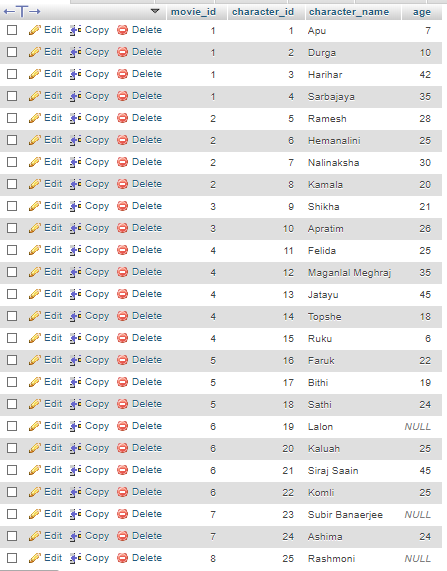 movie_id character_id character_name age
Edit Copy Delete 1 1 Apu 7
Edit Copy Delete 1 2 Durga 10
Edit Copy Delete 1 3 Harihar 42
Edit Copy Delete 1 4 Sarbajaya 35
Edit Copy Delete 2 5 Ramesh 28
Edit Copy Delete 2 6 Hemanalini 25
Edit Copy Delete 2 7 Nalinaksha 30
Edit Copy Delete 2 8 Kamala 20
Edit Copy Delete 3 9 Shikha 21
Edit Copy Delete 3 10 Apratim 26
Edit Copy Delete 4 11 Felida 25
Edit Copy Delete 4 12 Maganlal Meghraj 35
Edit Copy Delete 4 13 Jatayu 45
Edit Copy Delete 4 14 Topshe 18
Edit Copy Delete 4 15 Ruku 6
Edit Copy Delete 5 16 Faruk 22
Edit Copy Delete 5 17 Bithi 19
Edit Copy Delete 5 18 Sathi 24
Edit Copy Delete 6 19 Lalon NULL
Edit Copy Delete 6 20 Kaluah 25
Edit Copy Delete 6 21 Siraj Saain 45
Edit Copy Delete 6 22 Komli 25
Edit Copy Delete 7 23 Subir Banaerjee NULL
Edit Copy Delete 7 24 Ashima 24
Edit Copy Delete 8 25 Rashmoni NULL